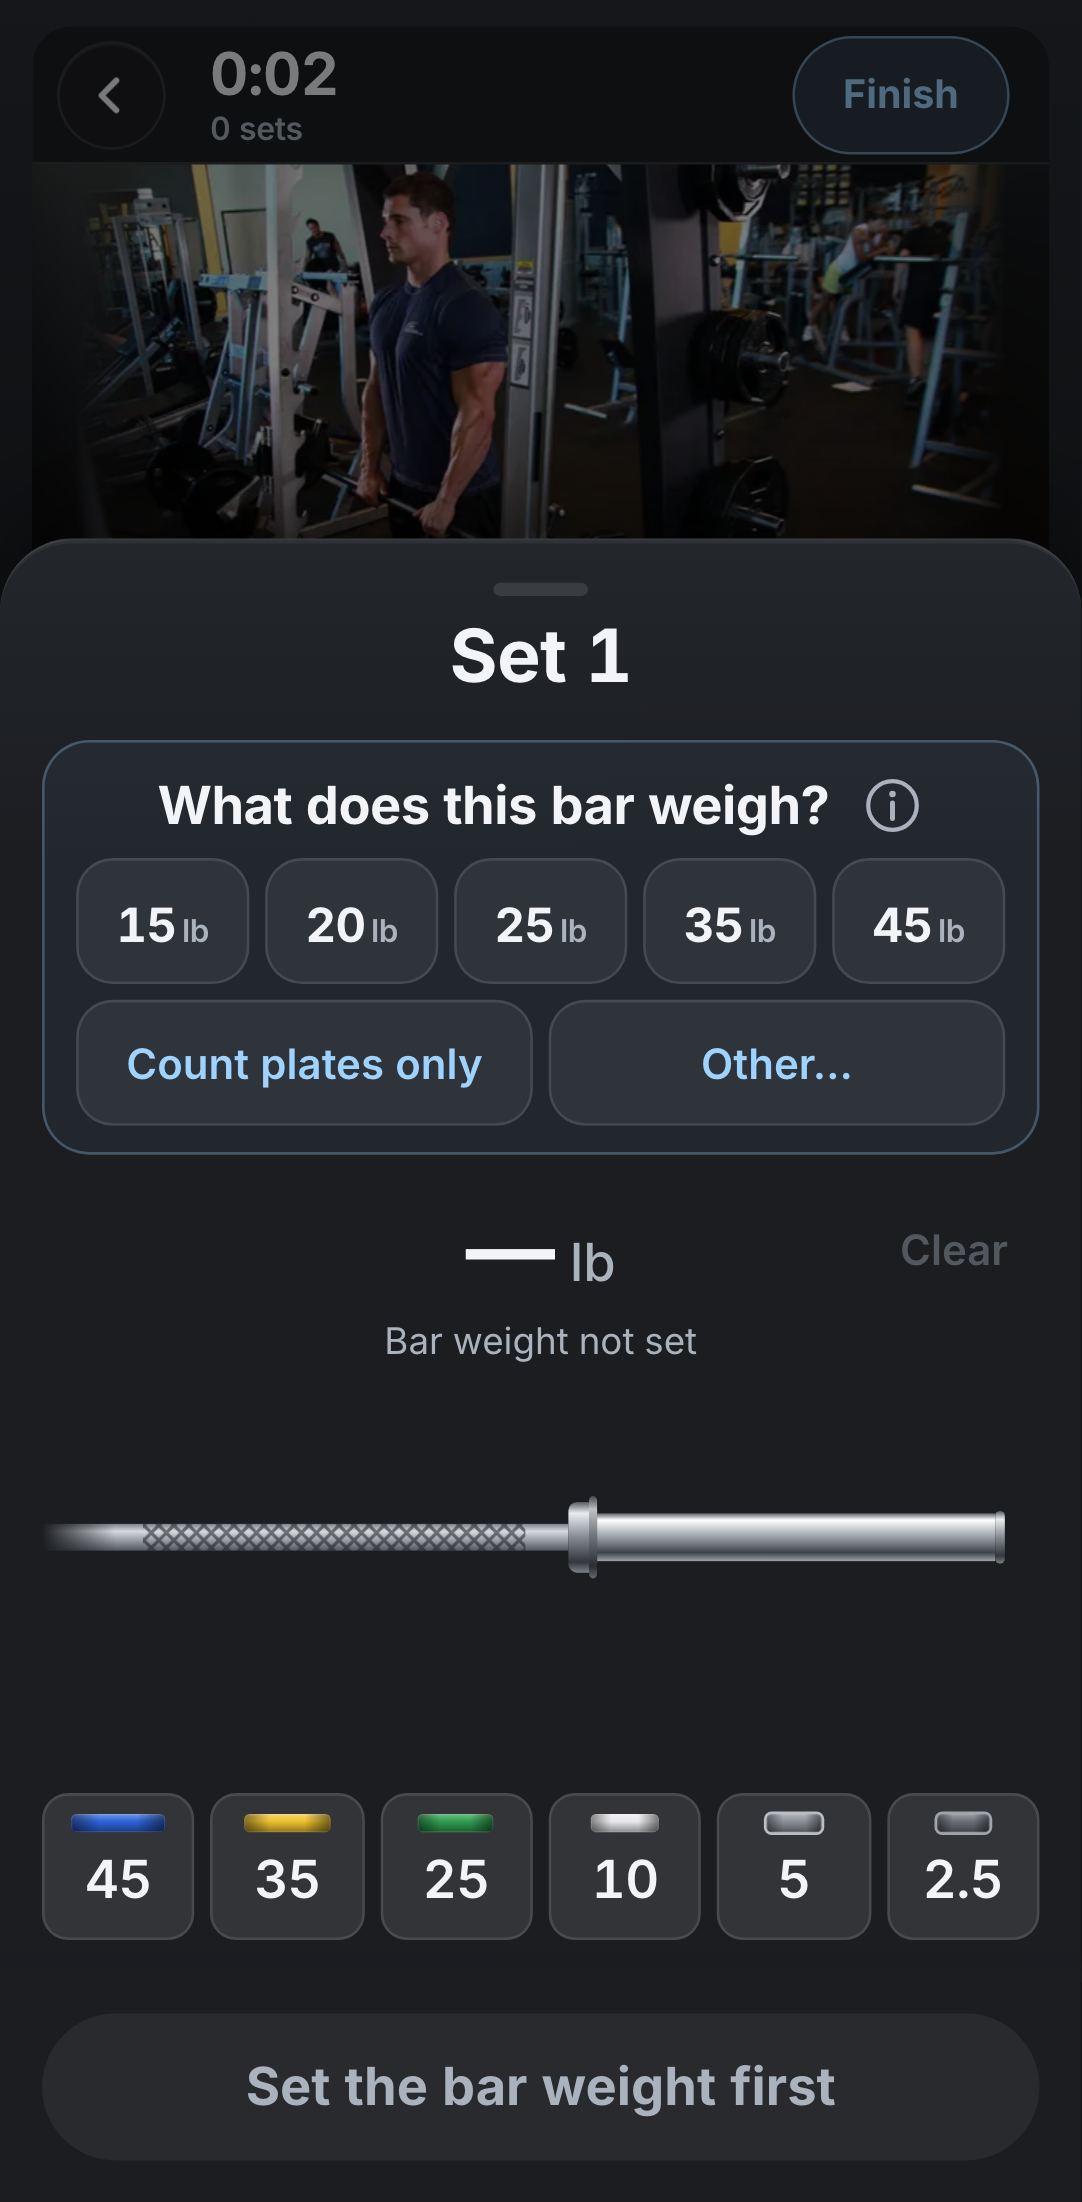 0:02
0 sets
Finish
Set 1
What does this bar weigh?
15 lb
20 lb
25 lb
35 lb
45 lb
Count plates only
Other...
— lb
Clear
Bar weight not set
45
35
25
10
5
2.5
Set the bar weight first